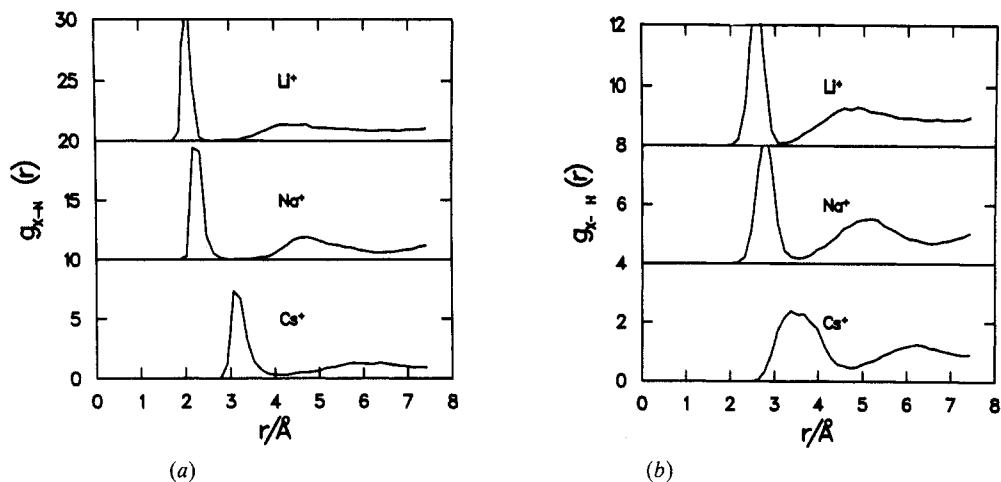 30
25
20
15
10
5
0
g_{X-N} (r)
Li⁺
Na⁺
Cs⁺
0 1 2 3 4 5 6 7 8
r/Å
(a)
12
10
8
6
4
2
0
g_{X-H} (r)
Li⁺
Na⁺
Cs⁺
0 1 2 3 4 5 6 7 8
r/Å
(b)